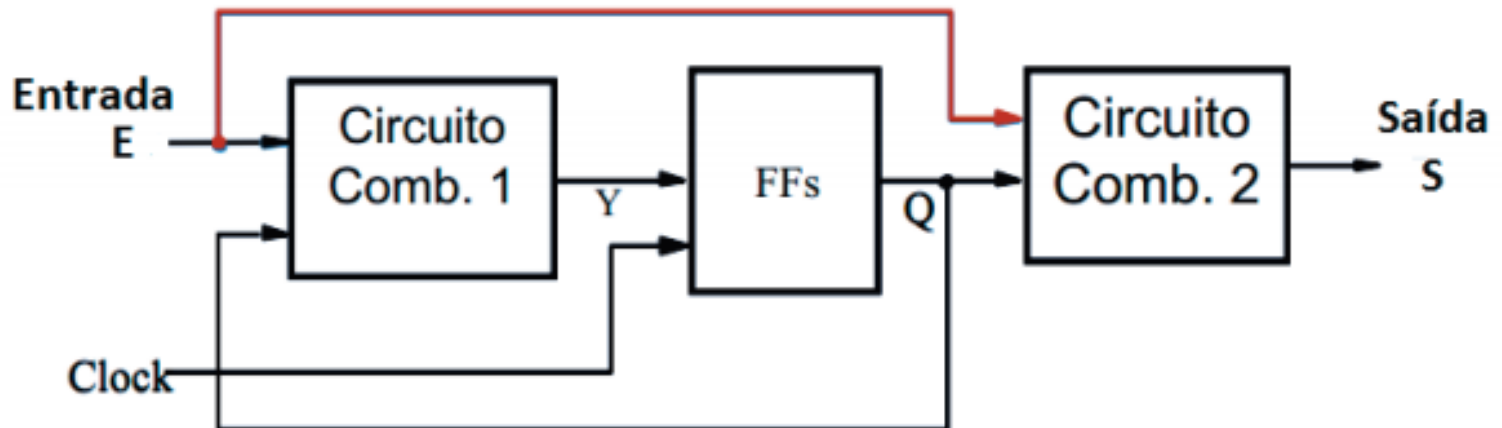 Entrada
E
Circuito
Comb. 1
Y
FFs
Q
Circuito
Comb. 2
Saída
S
Clock